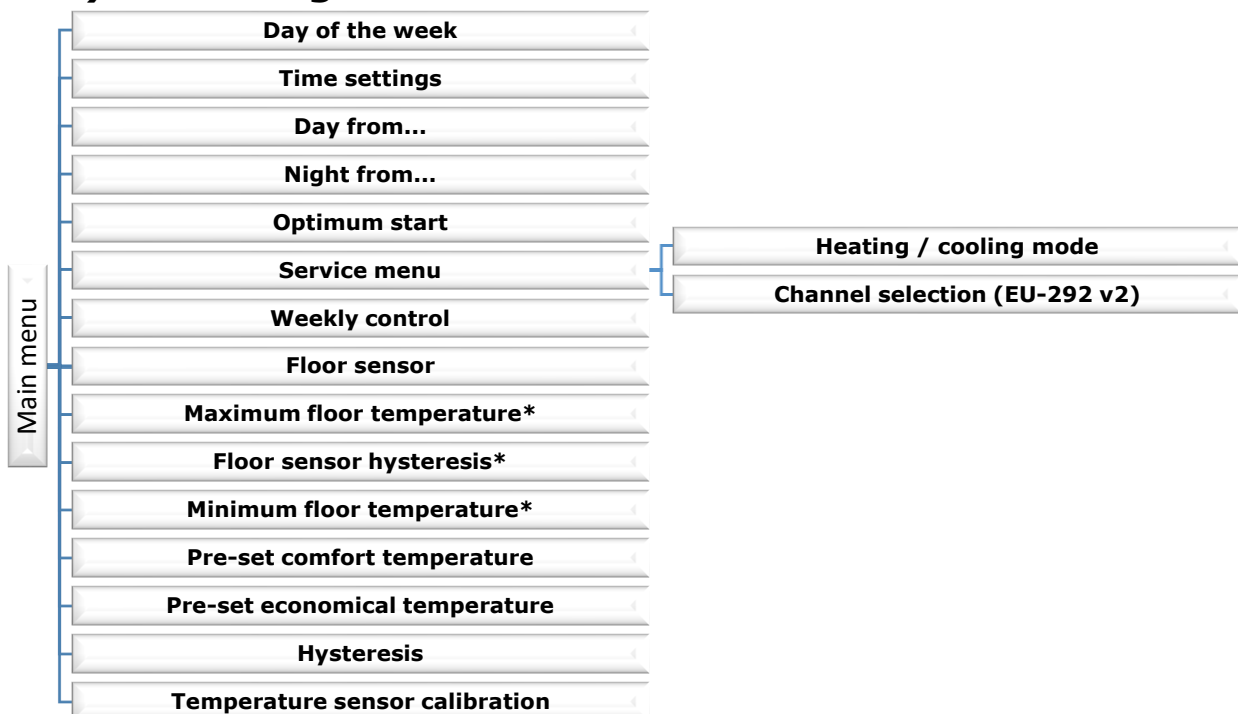 Main menu
Day of the week
Time settings
Day from...
Night from...
Optimum start
Service menu
Heating / cooling mode
Channel selection (EU-292 v2)
Weekly control
Floor sensor
Maximum floor temperature*
Floor sensor hysteresis*
Minimum floor temperature*
Pre-set comfort temperature
Pre-set economical temperature
Hysteresis
Temperature sensor calibration